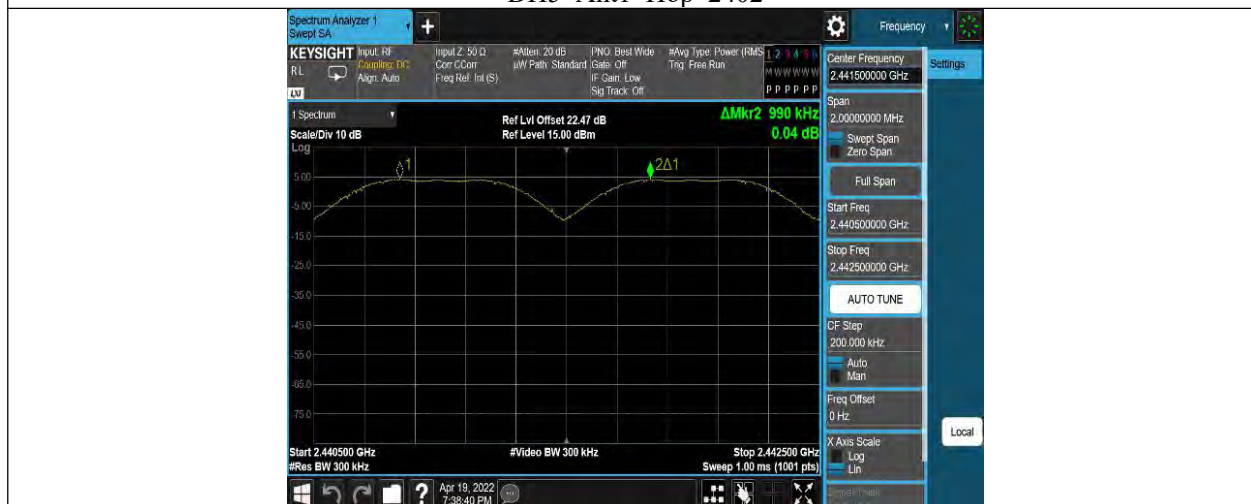 DH5 Ant1 Hop 2402
Spectrum Analyzer 1
Swept SA
+
Frequency
KEYSIGHT
RL
Input: RF
Coupling: DC
Align: Auto
Input Z: 50 Ω
Corr CCorr
Freq Ref: Int (S)
#Atten: 20 dB
µW Path: Standard
PNO: Best Wide
Gate: Off
IF Gain: Low
Sig Track: Off
#Avg Type: Power (RMS
Trig: Free Run
1 2 3 4 5 6
M W W W W W
P P P P P P
1 Spectrum
Scale/Div 10 dB
Log
Ref Lvl Offset 22.47 dB
Ref Level 15.00 dBm
ΔMkr2 990 kHz
0.04 dB
1
2Δ1
5.00
-5.00
-15.0
-25.0
-35.0
-45.0
-55.0
-65.0
-75.0
Start 2.440500 GHz
#Res BW 300 kHz
#Video BW 300 kHz
Stop 2.442500 GHz
Sweep 1.00 ms (1001 pts)
?
Apr 19, 2022
7:38:40 PM
Center Frequency
2.441500000 GHz
Span
2.00000000 MHz
Swept Span
Zero Span
Full Span
Start Freq
2.440500000 GHz
Stop Freq
2.442500000 GHz
AUTO TUNE
CF Step
200.000 kHz
Auto
Man
Freq Offset
0 Hz
X Axis Scale
Log
Lin
Settings
Local